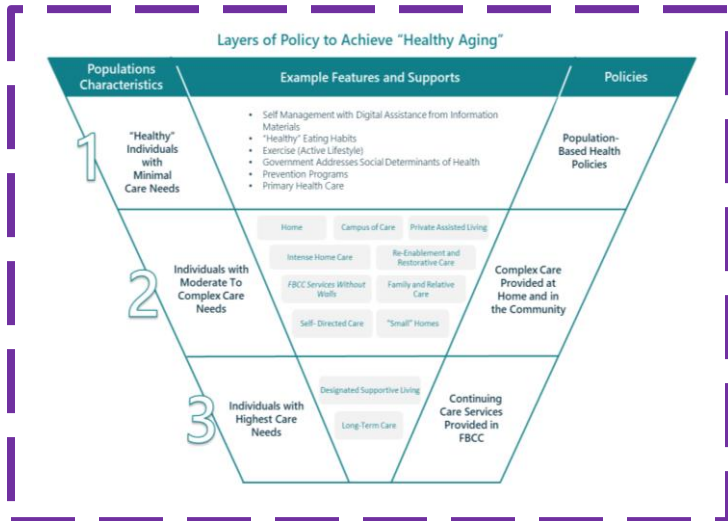 Layers of Policy to Achieve "Healthy Aging"
Populations
Characteristics
Example Features and Supports
Policies
1
"Healthy"
Individuals
with
Minimal
Care Needs
• Self Management with Digital Assistance from Information
Materials
• "Healthy" Eating Habits
• Exercise (Active Lifestyle)
• Government Addresses Social Determinants of Health
• Prevention Programs
• Primary Health Care
Population-
Based Health
Policies
2
Individuals with
Moderate To
Complex Care
Needs
Home
Campus of Care
Private Assisted Living
Intense Home Care
Re-Enablement and
Restorative Care
FBCC Services Without
Walls
Family and Relative
Care
Self- Directed Care
"Small" Homes
Complex Care
Provided at
Home and in
the Community
3
Individuals with
Highest Care
Needs
Designated Supportive Living
Long-Term Care
Continuing
Care Services
Provided in
FBCC